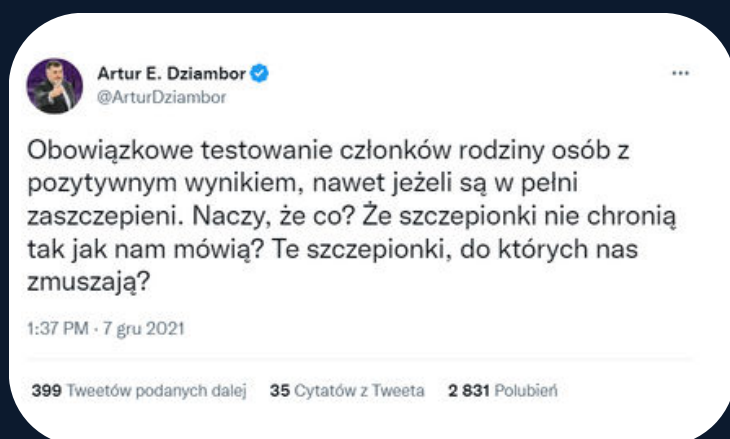 Artur E. Dziambor
@ArturDziambor
Obowiązkowe testowanie członków rodziny osób z
pozytywnym wynikiem, nawet jeżeli są w pełni
zaszczepieni. Naczy, że co? Że szczepionki nie chronią
tak jak nam mówią? Te szczepionki, do których nas
zmuszają?
1:37 PM · 7 gru 2021
399 Tweetów podanych dalej 35 Cytatów z Tweeta 2 831 Polubień